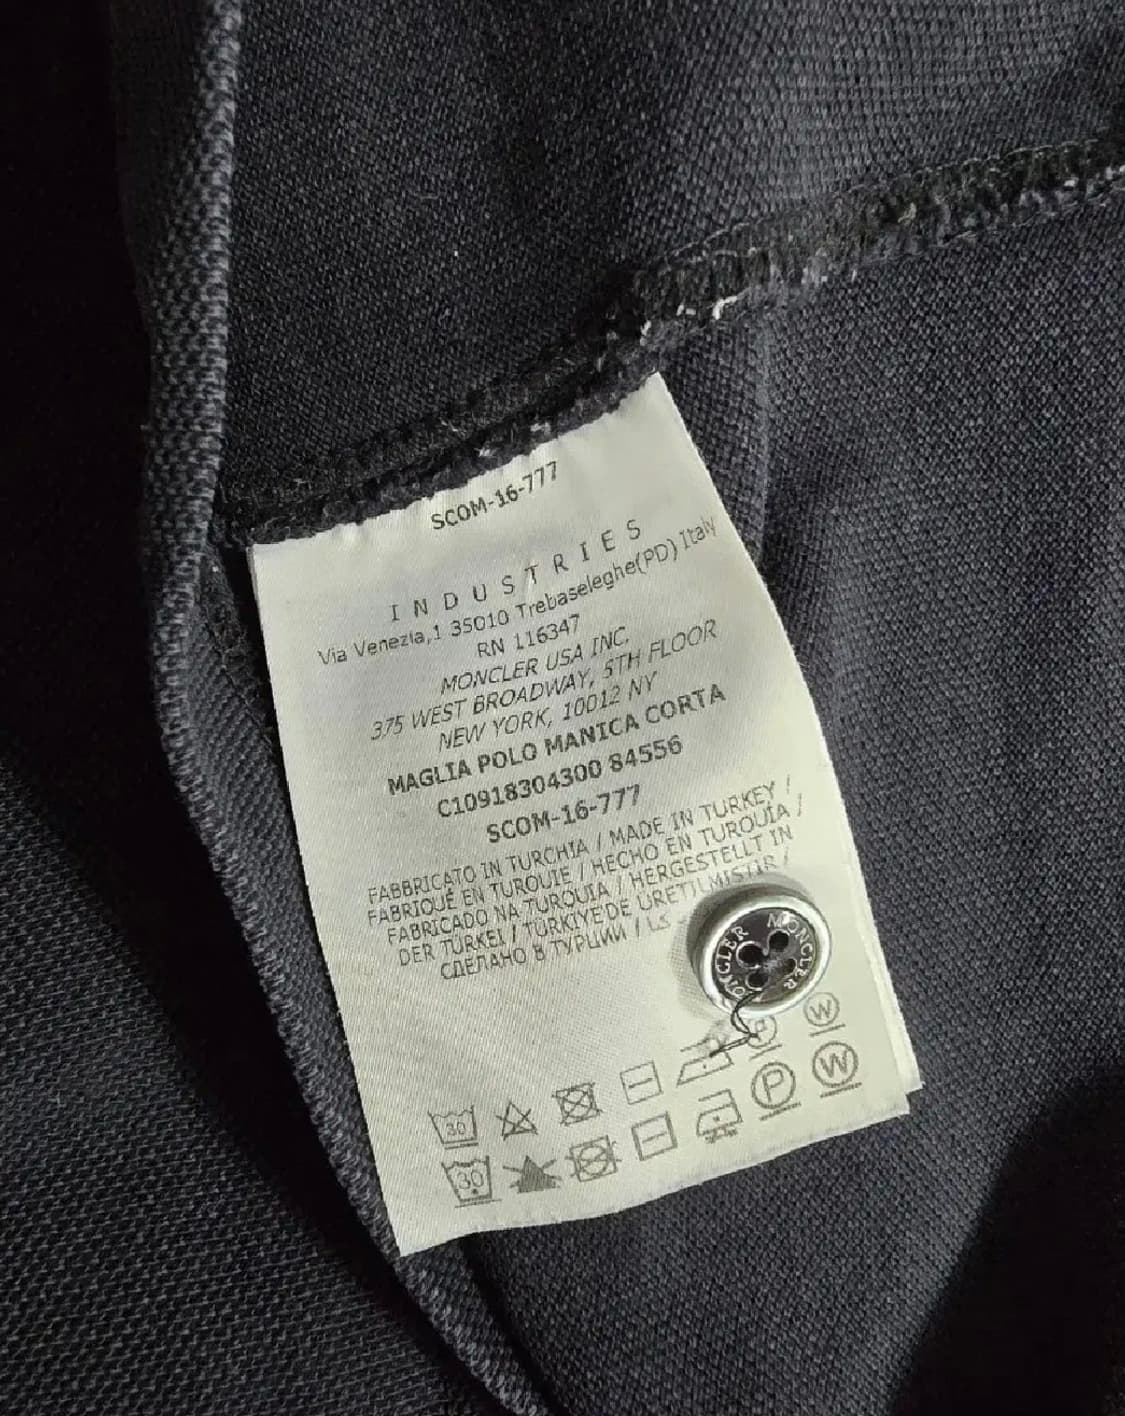 SCOM-16-777
INDUSTRIES
Via Venezia,1 35010 Trebaseleghe(PD) Italy
RN 116347
MONCLER USA INC.
375 WEST BROADWAY, 5TH FLOOR
NEW YORK, 10012 NY
MAGLIA POLO MANICA CORTA
C10918304300 84556
SCOM-16-777
FABBRICATO IN TURCHIA / MADE IN TURKEY /
FABRIQUÉ EN TURQUIE / HECHO EN TURQUIA /
FABRICADO NA TURQUIA / HERGESTELLT IN
DER TÜRKEI / TÜRKIYE'DE ÜRETILMISTIR /
СДЕЛАНО В ТУРЦИИ /
MONCLER MONCLER
W
30
P W
30